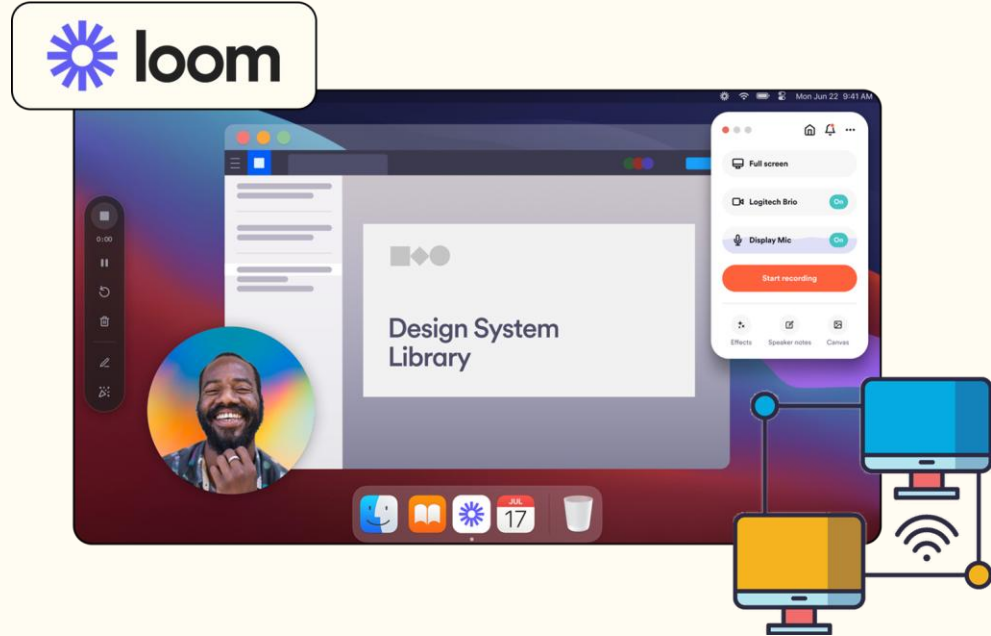 loom
Mon Jun 22 9:41 AM
Full screen
Logitech Brio On
0:00
Display Mic On
Start recording
Design System
Library
Effects Speaker notes Canvas
JUL
17